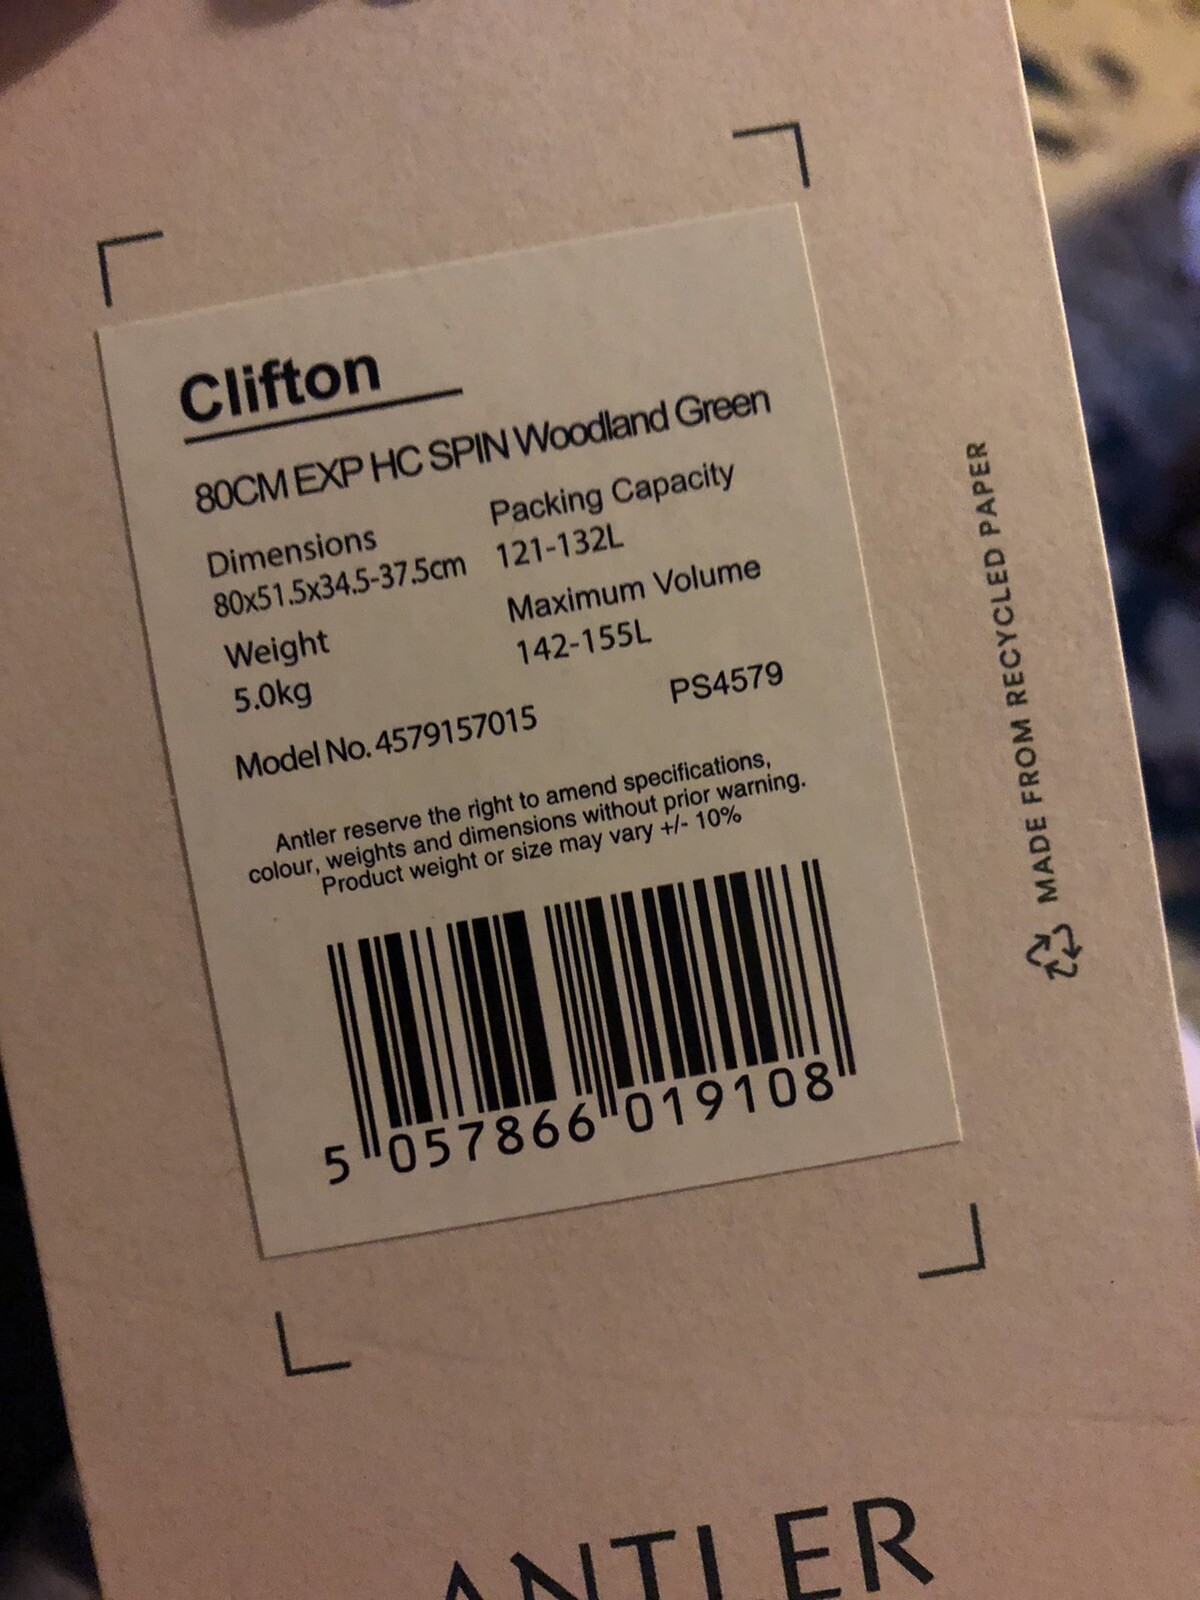 Clifton
80CM EXP HC SPIN Woodland Green
Dimensions
80x51.5x34.5-37.5cm
Packing Capacity
121-132L
Weight
5.0kg
Maximum Volume
142-155L
Model No. 4579157015
PS4579
Antler reserve the right to amend specifications,
colour, weights and dimensions without prior warning.
Product weight or size may vary +/- 10%
5 057866 019108
MADE FROM RECYCLED PAPER
ANTLER